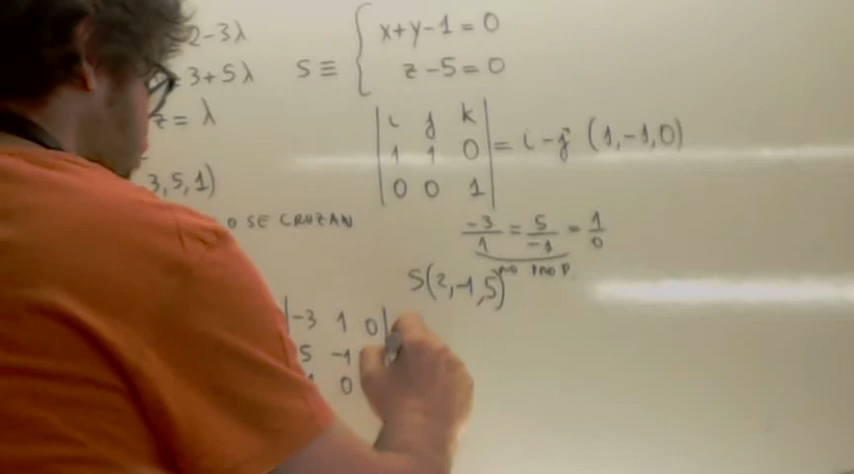 2-3λ
3+5λ
z = λ
3,5,1)
O SE CRUZAN
S ≡ { x+y-1=0
z-5=0
| i j k |
| 1 1 0 | = i-j (1,-1,0)
| 0 0 1 |
-3/1 = 5/-1 = 1/0
NO PROP.
S(2,-1,5)
|-3 1 0|
5 -1
1 0